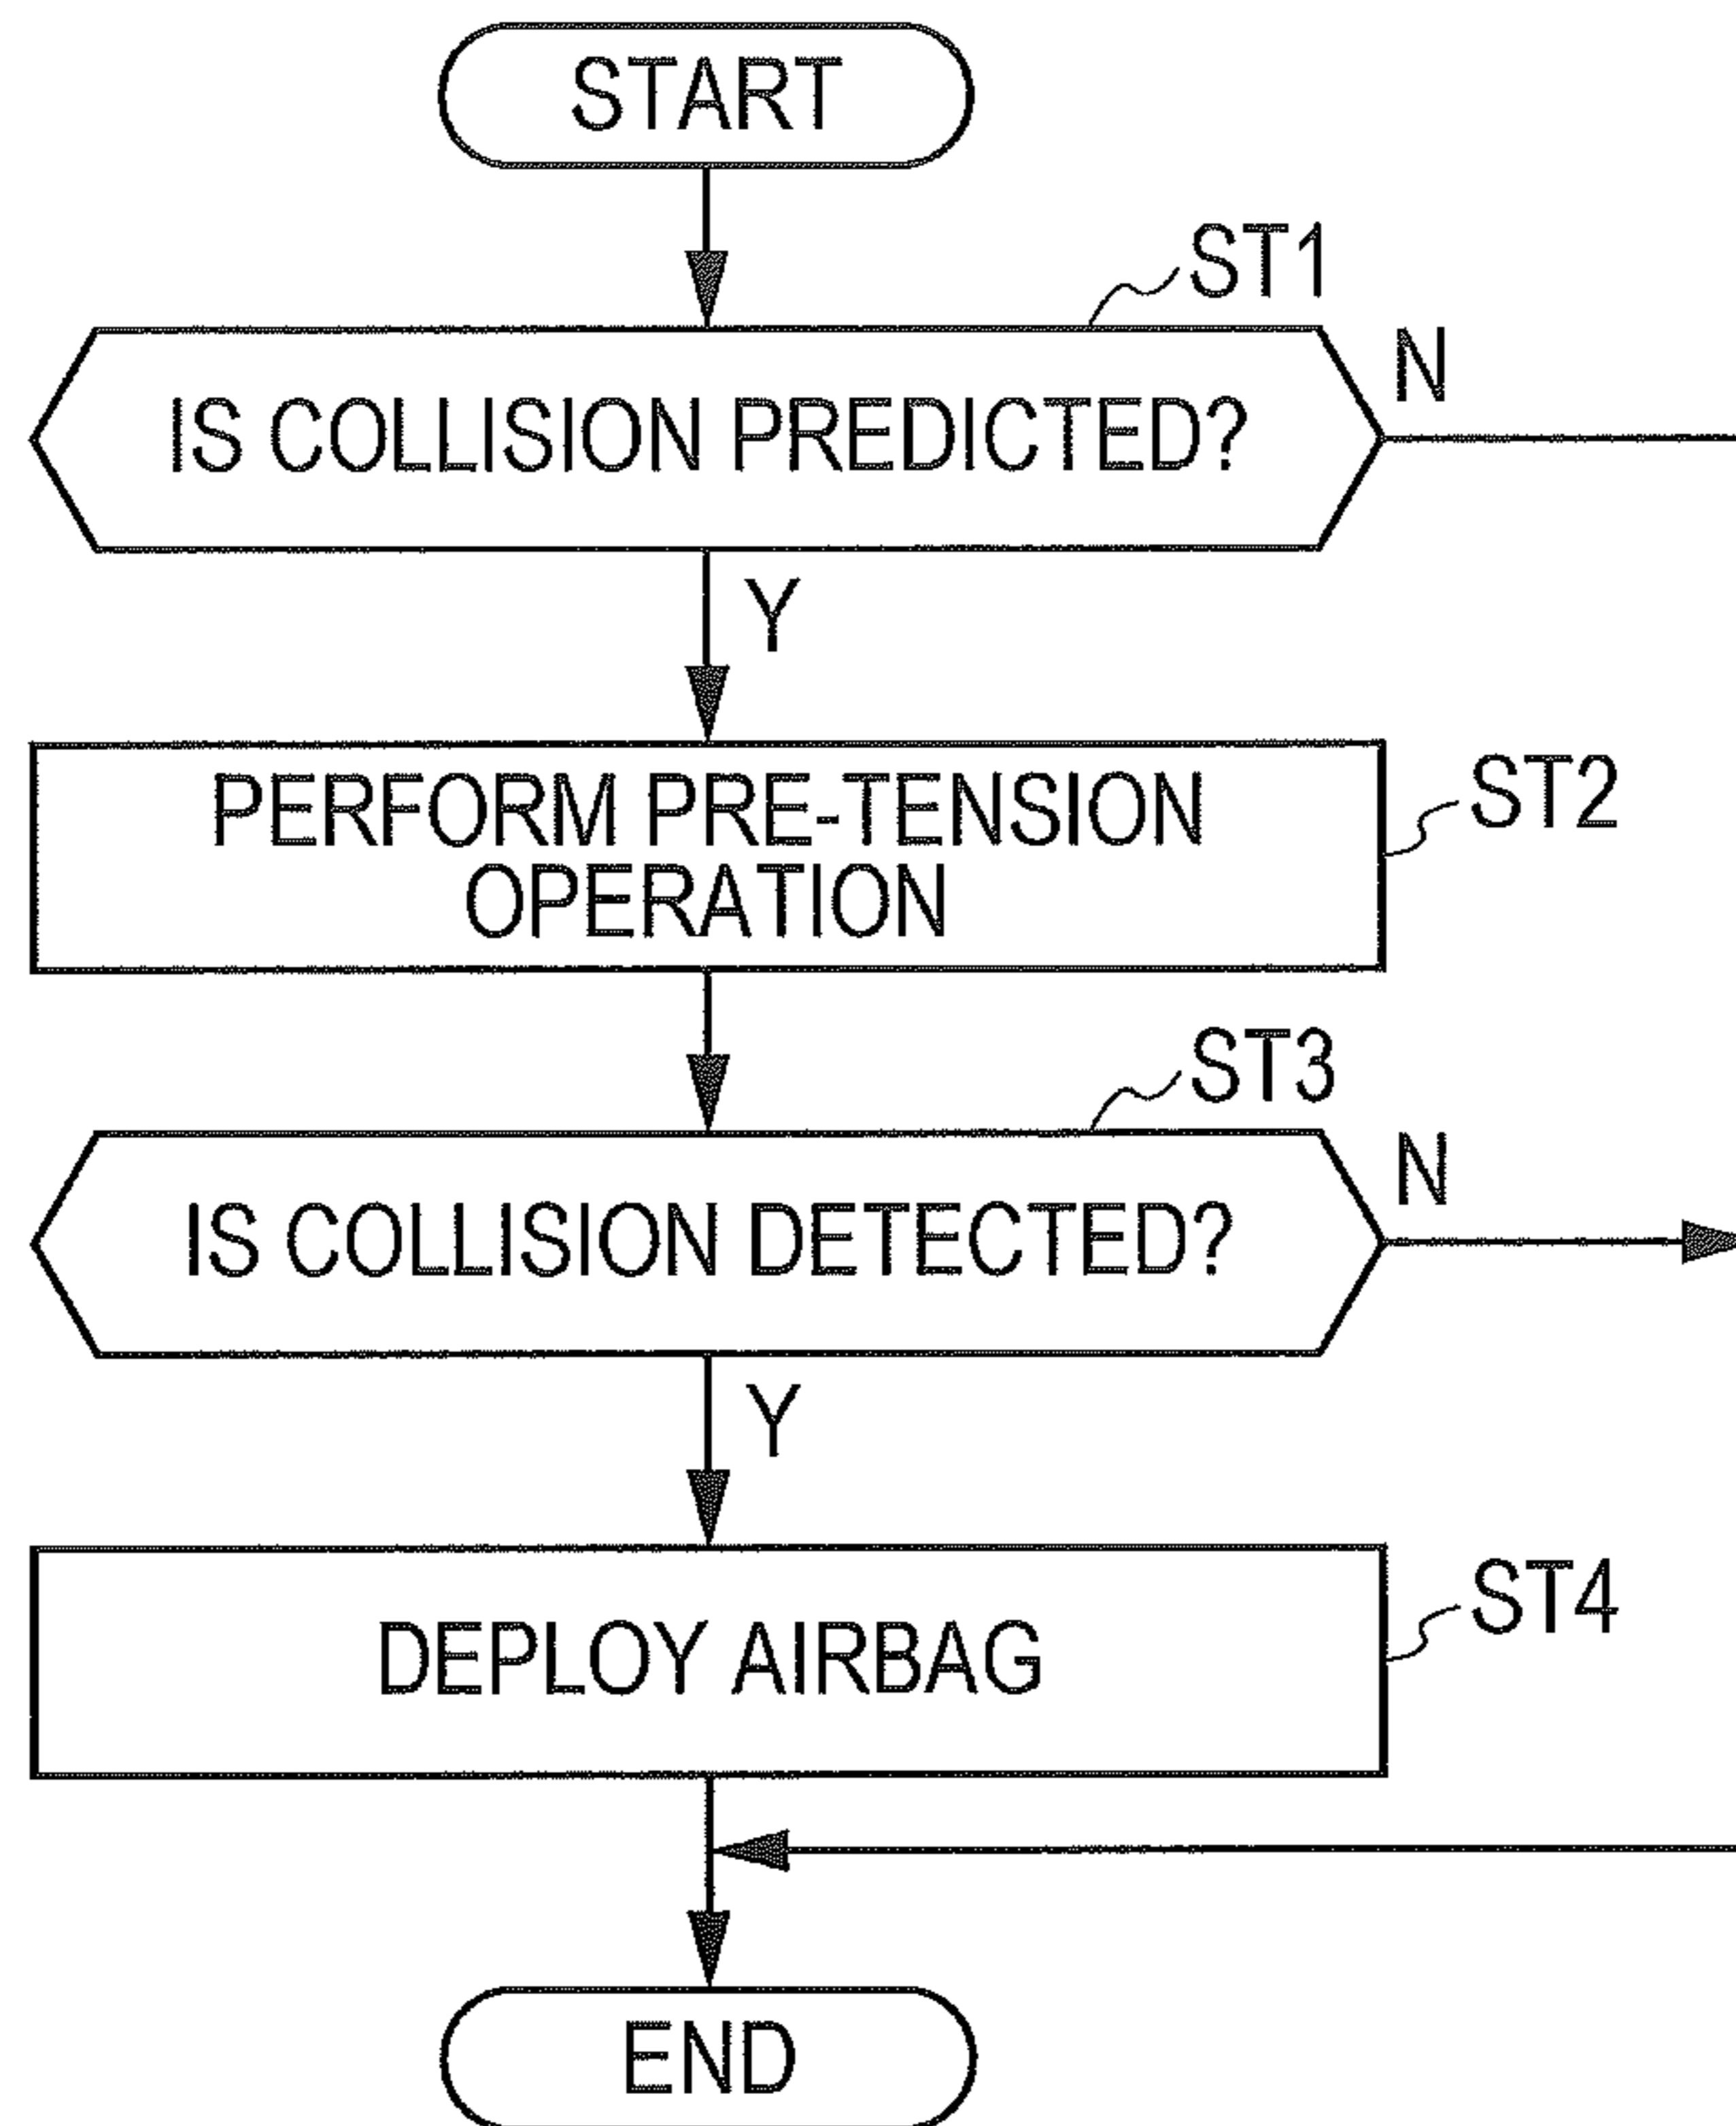 START
ST1
IS COLLISION PREDICTED?
N
Y
PERFORM PRE-TENSION
OPERATION
ST2
ST3
IS COLLISION DETECTED?
N
Y
DEPLOY AIRBAG
ST4
END